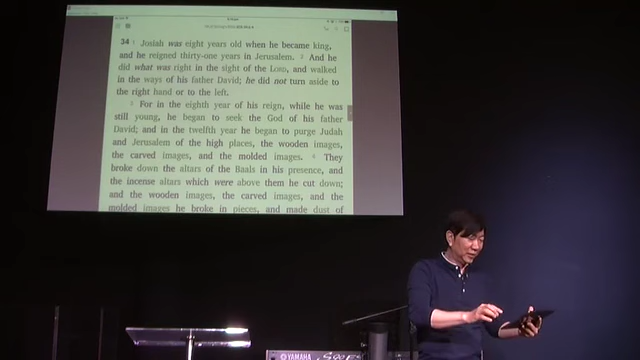 34 1 Josiah was eight years old when he became king,
and he reigned thirty-one years in Jerusalem. 2 And he
did what was right in the sight of the LORD, and walked
in the ways of his father David; he did not turn aside to
the right hand or to the left.
3 For in the eighth year of his reign, while he was
still young, he began to seek the God of his father
David; and in the twelfth year he began to purge Judah
and Jerusalem of the high places, the wooden images,
the carved images, and the molded images. 4 They
broke down the altars of the Baals in his presence, and
the incense altars which were above them he cut down;
and the wooden images, the carved images, and the
molded images he broke in pieces, and made dust of
YAMAHA S90ES